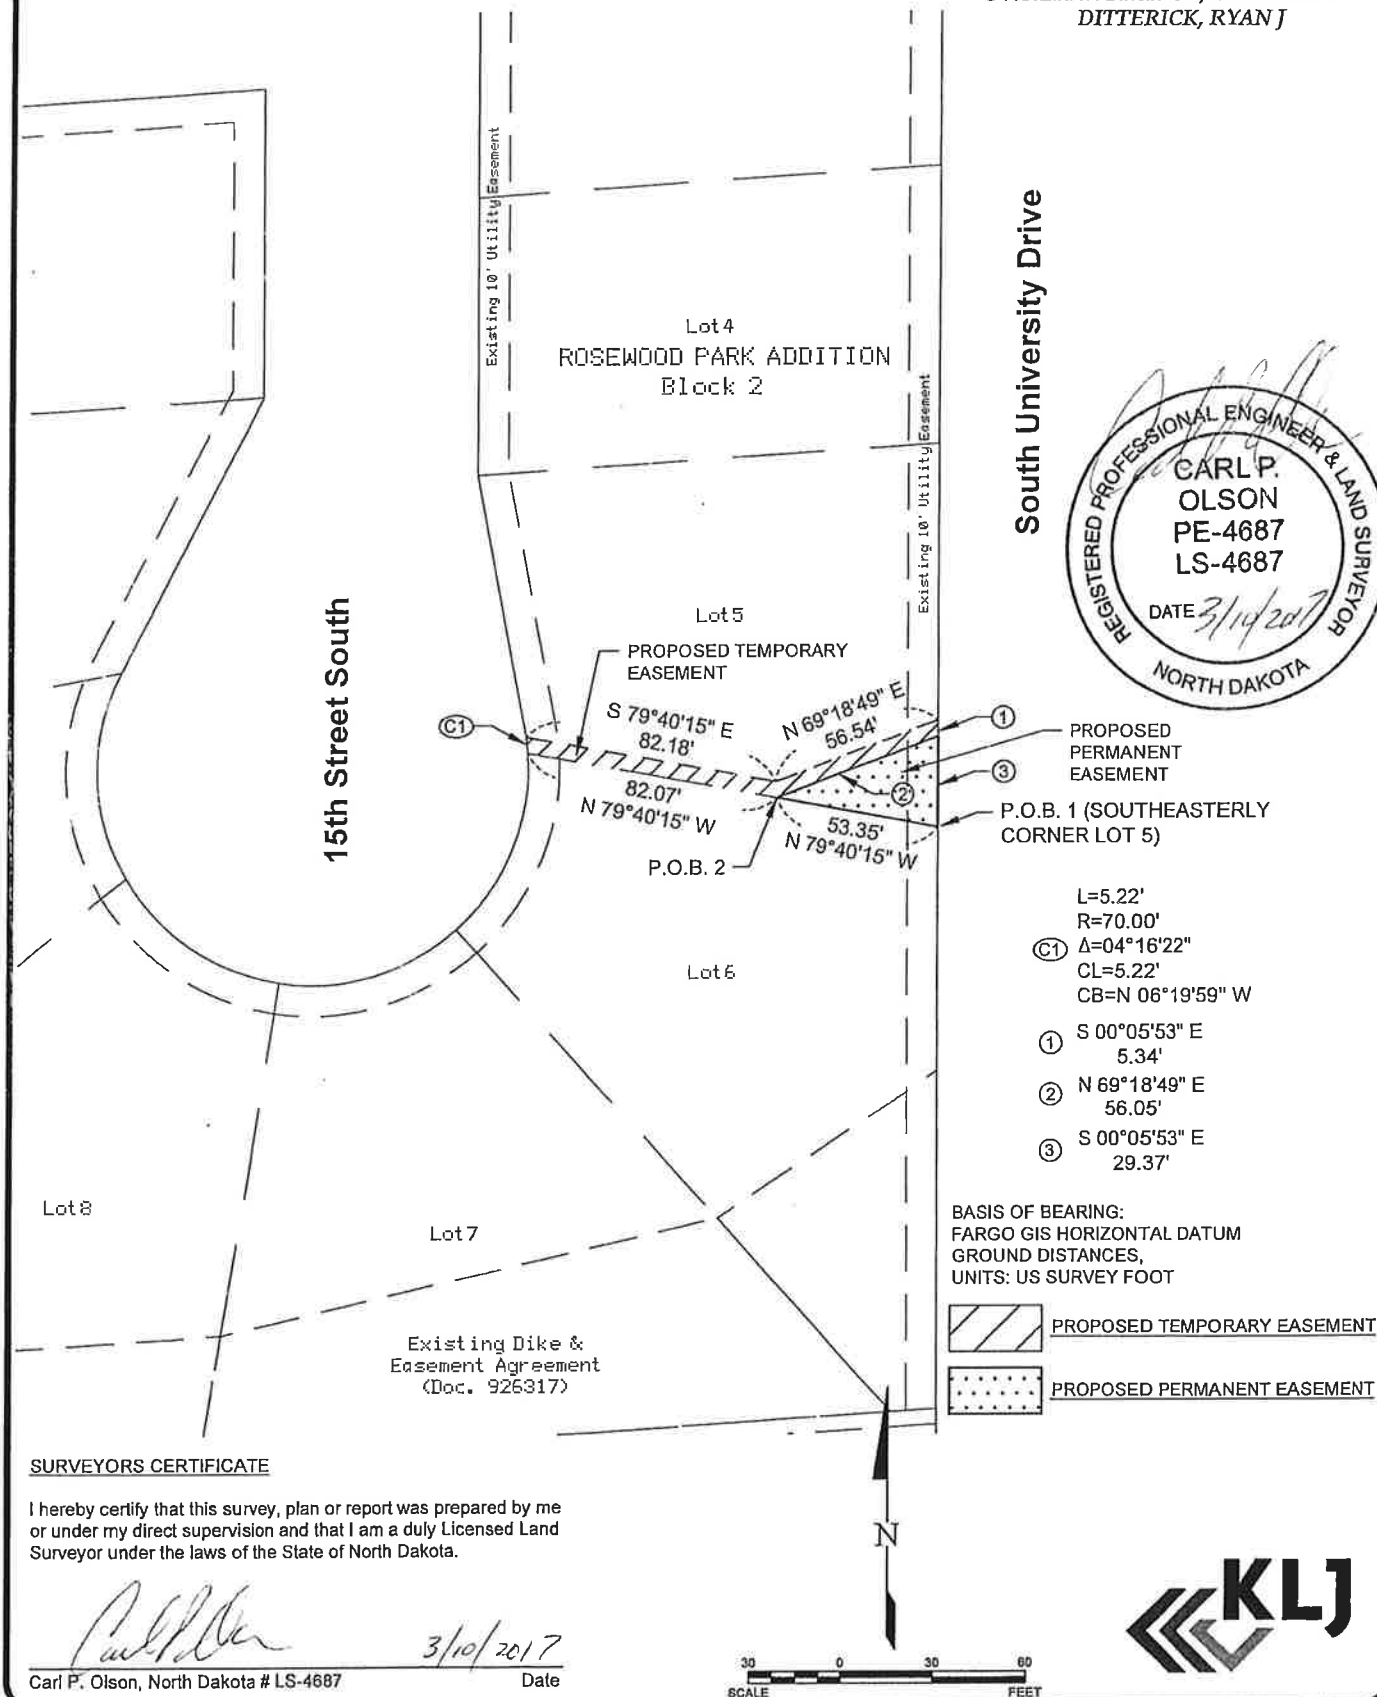 DITTERICK, RYAN J
Existing 10' Utility Easement
Lot 4
ROSEWOOD PARK ADDITION
Block 2
South University Drive
Existing 10' Utility Easement
REGISTERED PROFESSIONAL ENGINEER & LAND SURVEYOR
CARL P.
OLSON
PE-4687
LS-4687
DATE
NORTH DAKOTA
15th Street South
Lot 5
PROPOSED TEMPORARY
EASEMENT
C1
S 79°40'15" E
82.18'
N 69°18'49" E
56.54'
1
PROPOSED
PERMANENT
EASEMENT
3
2
82.07'
N 79°40'15" W
53.35'
N 79°40'15" W
P.O.B. 1 (SOUTHEASTERLY
CORNER LOT 5)
P.O.B. 2
L=5.22'
R=70.00'
C1 Δ=04°16'22"
CL=5.22'
CB=N 06°19'59" W
Lot 6
1 S 00°05'53" E
5.34'
2 N 69°18'49" E
56.05'
3 S 00°05'53" E
29.37'
Lot 8
Lot 7
BASIS OF BEARING:
FARGO GIS HORIZONTAL DATUM
GROUND DISTANCES,
UNITS: US SURVEY FOOT
PROPOSED TEMPORARY EASEMENT
PROPOSED PERMANENT EASEMENT
Existing Dike &
Easement Agreement
(Doc. 926317)
SURVEYORS CERTIFICATE
I hereby certify that this survey, plan or report was prepared by me
or under my direct supervision and that I am a duly Licensed Land
Surveyor under the laws of the State of North Dakota.
3/10/2017
Carl P. Olson, North Dakota # LS-4687 Date
N
30 0 30 60
SCALE FEET
KLJ